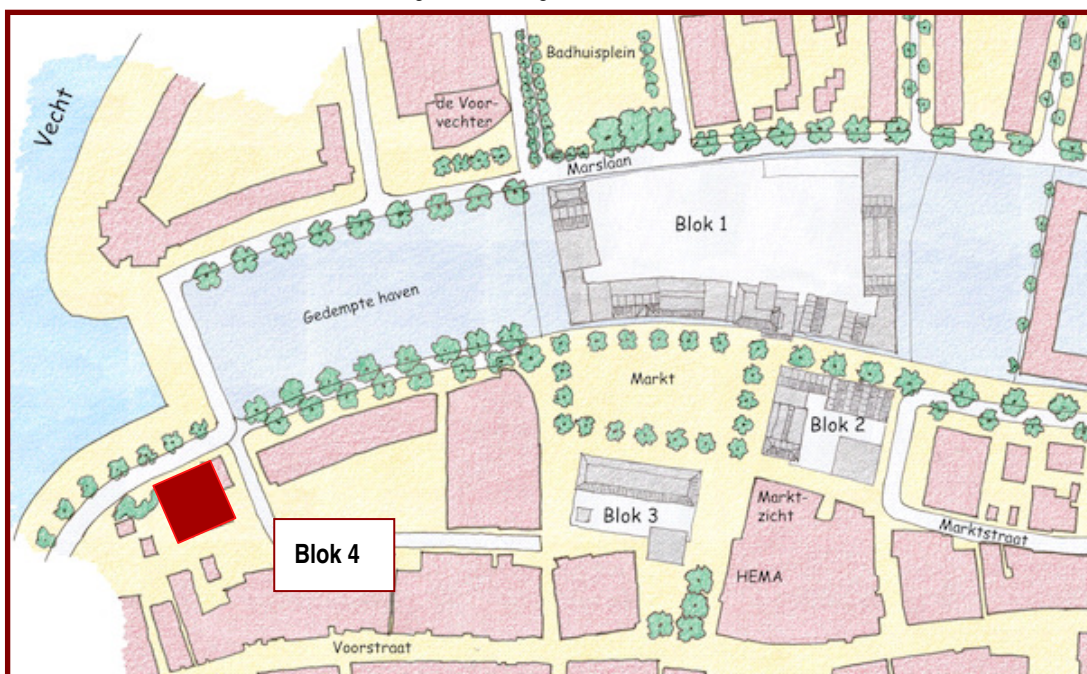 Badhuisplein
Vecht
de Voor-
vechter
Marslaan
Blok 1
Gedempte haven
Markt
Blok 2
Markt-
zicht
Blok 3
Marktstraat
Blok 4
HEMA
Voorstraat